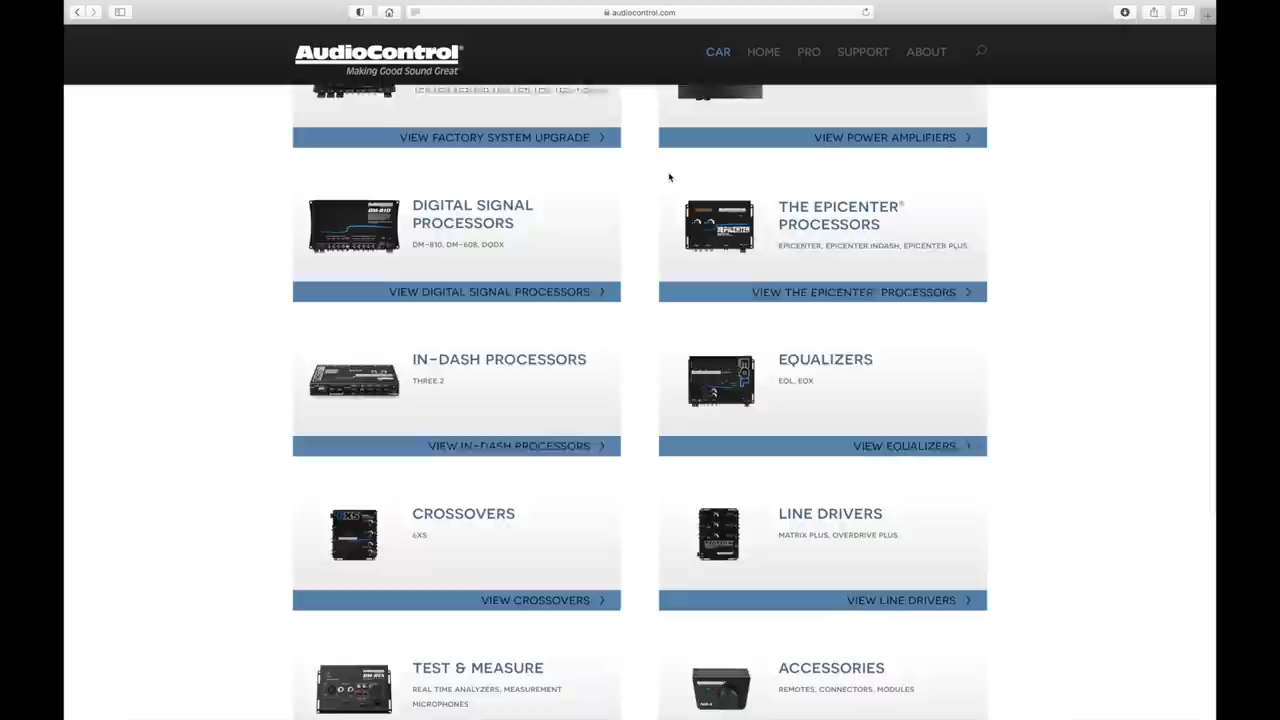 audiocontrol.com
AudioControl®
Making Good Sound Great
CAR HOME PRO SUPPORT ABOUT
VIEW FACTORY SYSTEM UPGRADE
VIEW POWER AMPLIFIERS
DIGITAL SIGNAL
PROCESSORS
DM-810, DM-608, DQDX
VIEW DIGITAL SIGNAL PROCESSORS
THE EPICENTER®
PROCESSORS
EPICENTER, EPICENTER INDASH, EPICENTER PLUS
VIEW THE EPICENTER® PROCESSORS
IN-DASH PROCESSORS
THREE.2
VIEW IN-DASH PROCESSORS
EQUALIZERS
EQL, EQX
VIEW EQUALIZERS
CROSSOVERS
6XS
VIEW CROSSOVERS
LINE DRIVERS
MATRIX PLUS, OVERDRIVE PLUS
VIEW LINE DRIVERS
TEST & MEASURE
REAL TIME ANALYZERS, MEASUREMENT
MICROPHONES
ACCESSORIES
REMOTES, CONNECTORS, MODULES